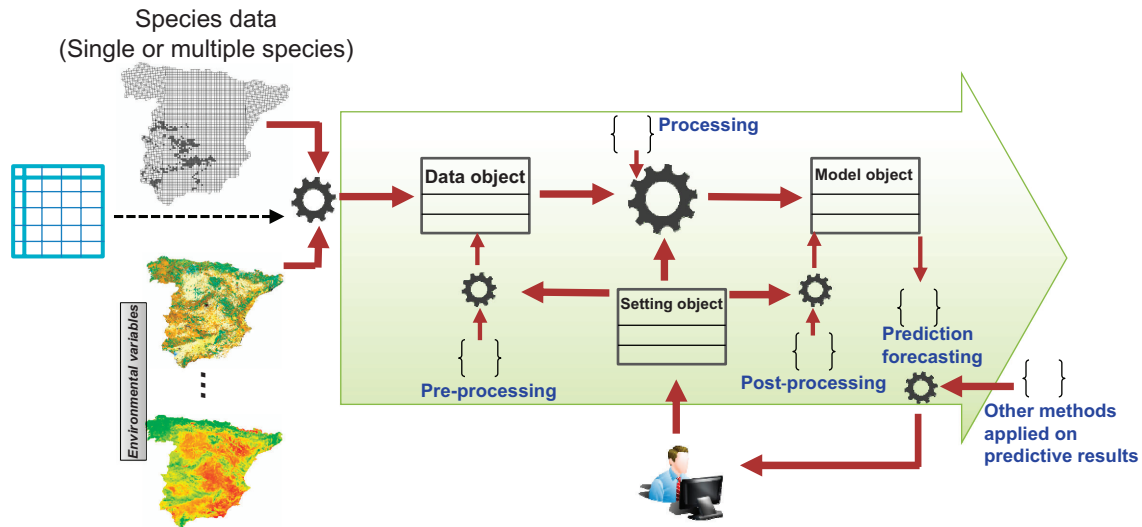 Species data
(Single or multiple species)
{ } Processing
Data object
Model object
Setting object
Environmental variables
...
{ }
Pre-processing
{ }
Post-processing
{ }
Prediction
forecasting
{ }
Other methods
applied on
predictive results